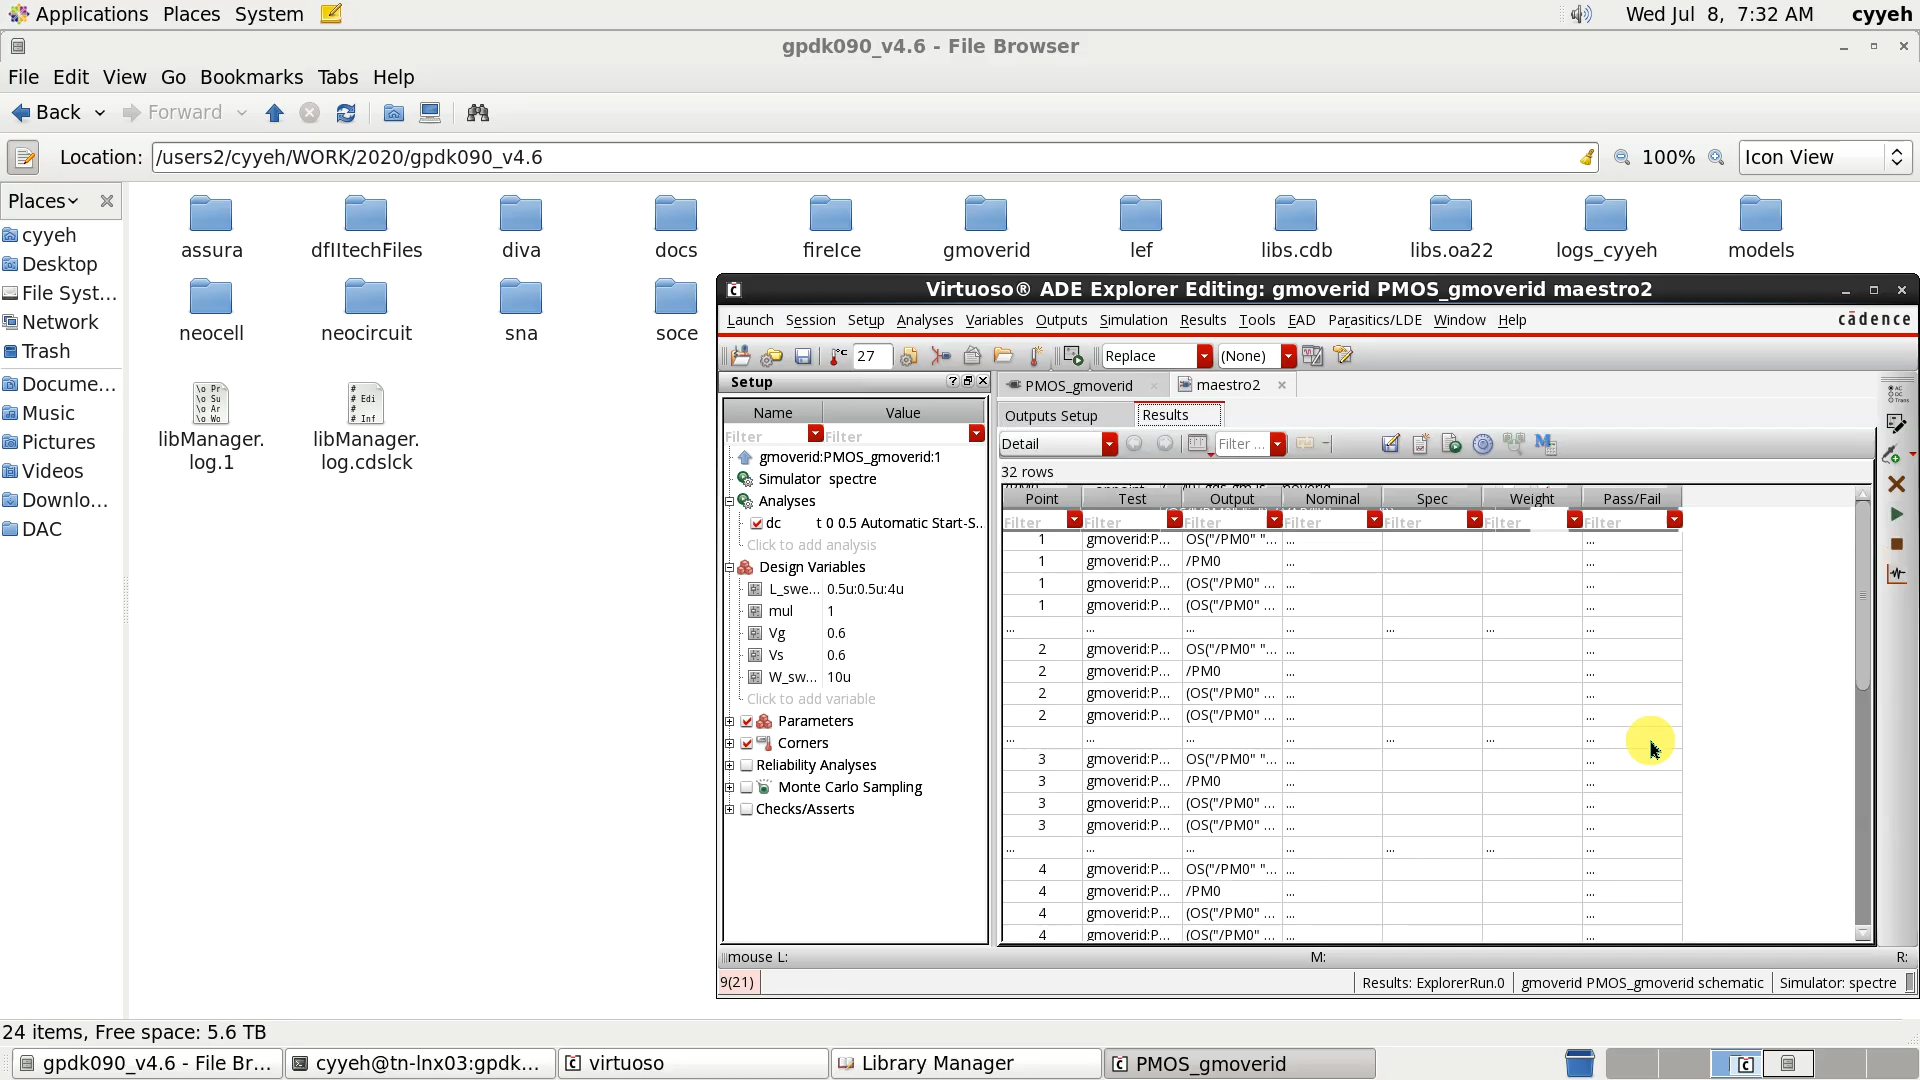 Applications Places System
Wed Jul 8, 7:32 AM cyyeh
gpdk090_v4.6 - File Browser
File Edit View Go Bookmarks Tabs Help
Back Forward
Location: /users2/cyyeh/WORK/2020/gpdk090_v4.6 100% Icon View
Places
cyyeh
Desktop
File Syst...
Network
Trash
Docume...
Music
Pictures
Videos
Downlo...
DAC
assura dfIItechFiles diva docs fireIce gmoverid lef libs.cdb libs.oa22 logs_cyyeh models
neocell neocircuit sna soce
libManager.log.1
libManager.log.cdslck
Virtuoso® ADE Explorer Editing: gmoverid PMOS_gmoverid maestro2
Launch Session Setup Analyses Variables Outputs Simulation Results Tools EAD Parasitics/LDE Window Help cādence
27 Replace (None)
Setup
Name Value
Filter Filter
gmoverid:PMOS_gmoverid:1
Simulator spectre
Analyses
dc t 0 0.5 Automatic Start-S..
Click to add analysis
Design Variables
L_swe... 0.5u:0.5u:4u
mul 1
Vg 0.6
Vs 0.6
W_sw... 10u
Click to add variable
Parameters
Corners
Reliability Analyses
Monte Carlo Sampling
Checks/Asserts
PMOS_gmoverid maestro2
Outputs Setup Results
Detail Filter ...
32 rows
Point Test Output Nominal Spec Weight Pass/Fail
Filter Filter Filter Filter Filter Filter Filter
1 gmoverid:P... OS("/PM0" "... ... ...
1 gmoverid:P... /PM0 ... ...
1 gmoverid:P... (OS("/PM0" ... ... ...
1 gmoverid:P... (OS("/PM0" ... ... ...
... ... ... ... ... ... ...
2 gmoverid:P... OS("/PM0" "... ... ...
2 gmoverid:P... /PM0 ... ...
2 gmoverid:P... (OS("/PM0" ... ... ...
2 gmoverid:P... (OS("/PM0" ... ... ...
... ... ... ... ... ... ...
3 gmoverid:P... OS("/PM0" "... ... ...
3 gmoverid:P... /PM0 ... ...
3 gmoverid:P... (OS("/PM0" ... ... ...
3 gmoverid:P... (OS("/PM0" ... ... ...
... ... ... ... ... ... ...
4 gmoverid:P... OS("/PM0" "... ... ...
4 gmoverid:P... /PM0 ... ...
4 gmoverid:P... (OS("/PM0" ... ... ...
4 gmoverid:P... (OS("/PM0" ... ... ...
mouse L: M: R:
9(21) Results: ExplorerRun.0 gmoverid PMOS_gmoverid schematic Simulator: spectre
24 items, Free space: 5.6 TB
gpdk090_v4.6 - File Br... cyyeh@tn-lnx03:gpdk... virtuoso Library Manager PMOS_gmoverid